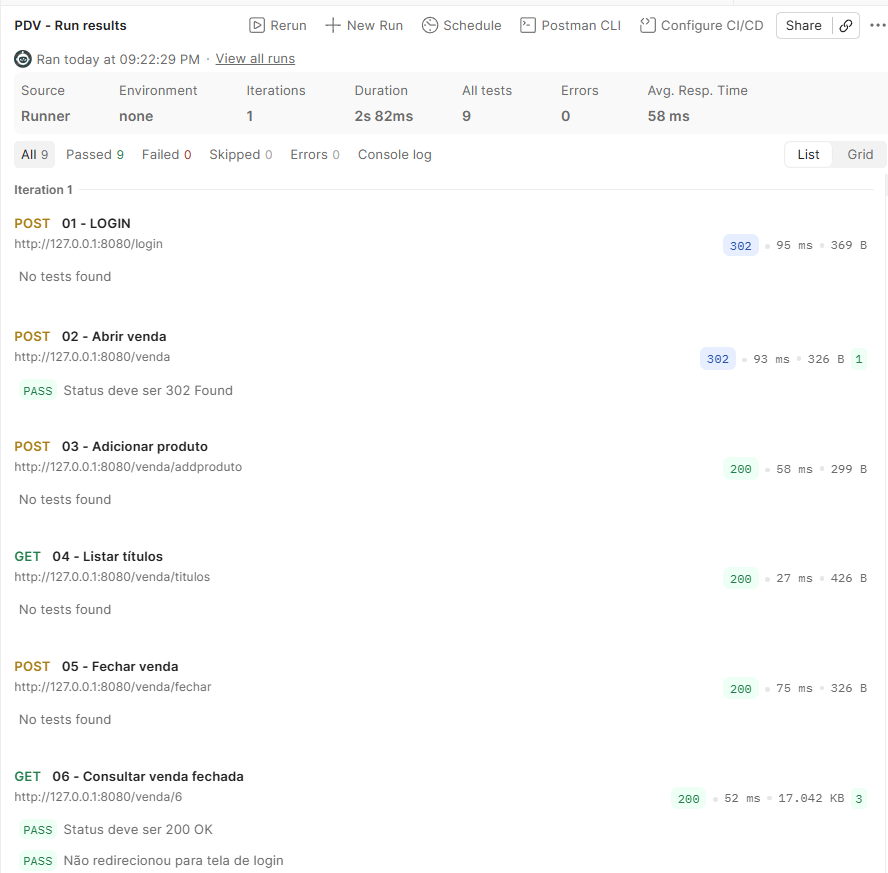 PDV - Run results Rerun New Run Schedule Postman CLI Configure CI/CD Share
Ran today at 09:22:29 PM · View all runs
Source Environment Iterations Duration All tests Errors Avg. Resp. Time
Runner none 1 2s 82ms 9 0 58 ms
All 9 Passed 9 Failed 0 Skipped 0 Errors 0 Console log List Grid
Iteration 1
POST 01 - LOGIN
http://127.0.0.1:8080/login 302 • 95 ms • 369 B
No tests found
POST 02 - Abrir venda
http://127.0.0.1:8080/venda 302 • 93 ms • 326 B 1
PASS Status deve ser 302 Found
POST 03 - Adicionar produto
http://127.0.0.1:8080/venda/addproduto 200 • 58 ms • 299 B
No tests found
GET 04 - Listar títulos
http://127.0.0.1:8080/venda/titulos 200 • 27 ms • 426 B
No tests found
POST 05 - Fechar venda
http://127.0.0.1:8080/venda/fechar 200 • 75 ms • 326 B
No tests found
GET 06 - Consultar venda fechada
http://127.0.0.1:8080/venda/6 200 • 52 ms • 17.042 KB 3
PASS Status deve ser 200 OK
PASS Não redirecionou para tela de login